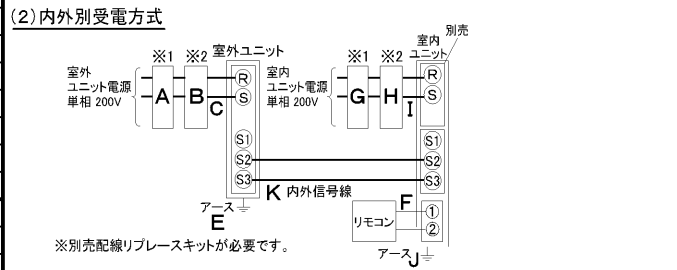 (2)内外別受電方式
別売
※1 ※2 室外ユニット
※1 ※2 室内
ユニット
室外
ユニット電源
単相 200V
A B C
R
S
室内
ユニット電源
単相 200V
G H I
R
S
S1
S2
S3
S1
S2
S3
K 内外信号線
アース
E
リモコン
F
1
2
アース J
※別売配線リプレースキットが必要です。